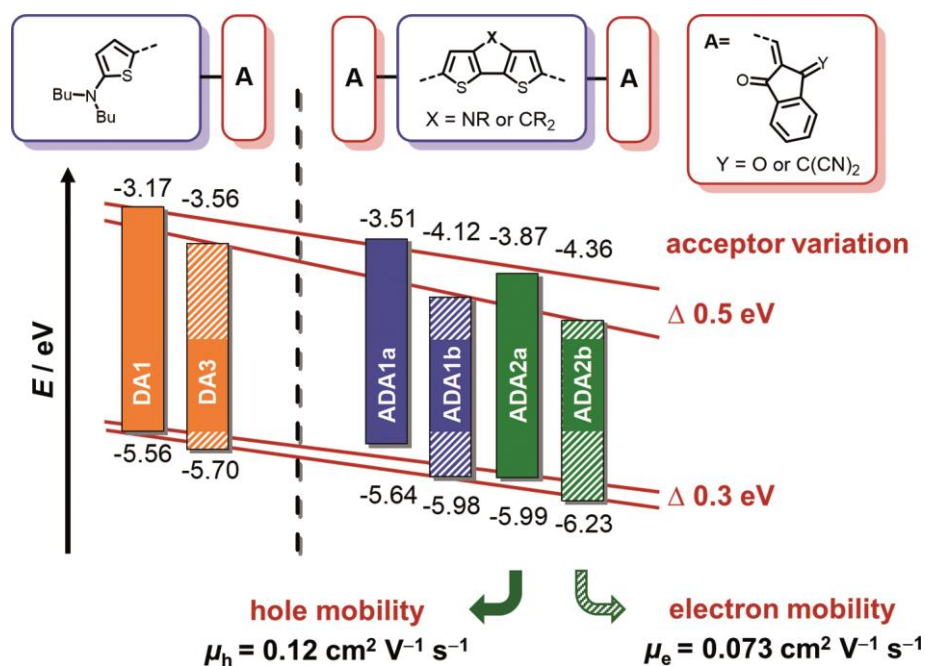 Bu
N
Bu
S
A
A
X
S
S
X = NR or CR₂
A
A=
O
Y
Y = O or C(CN)₂
E / eV
-3.17
-3.56
-3.51
-4.12
-3.87
-4.36
acceptor variation
Δ 0.5 eV
DA1
DA3
ADA1a
ADA1b
ADA2a
ADA2b
-5.56
-5.70
-5.64
-5.98
-5.99
-6.23
Δ 0.3 eV
hole mobility
μh = 0.12 cm² V⁻¹ s⁻¹
electron mobility
μe = 0.073 cm² V⁻¹ s⁻¹